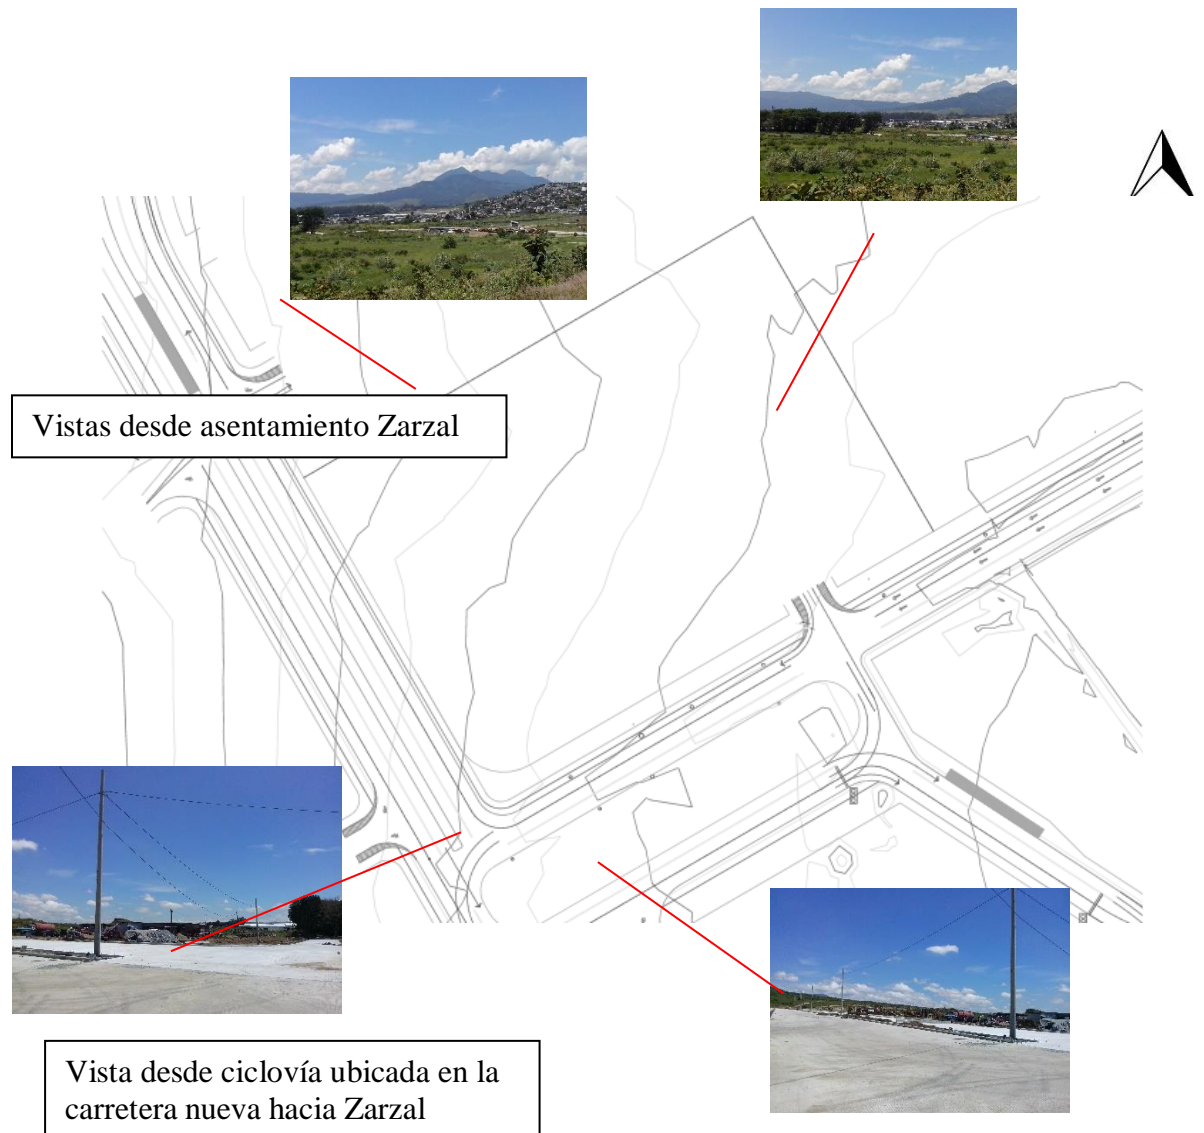 Vistas desde asentamiento Zarzal
Vista desde ciclovía ubicada en la
carretera nueva hacia Zarzal